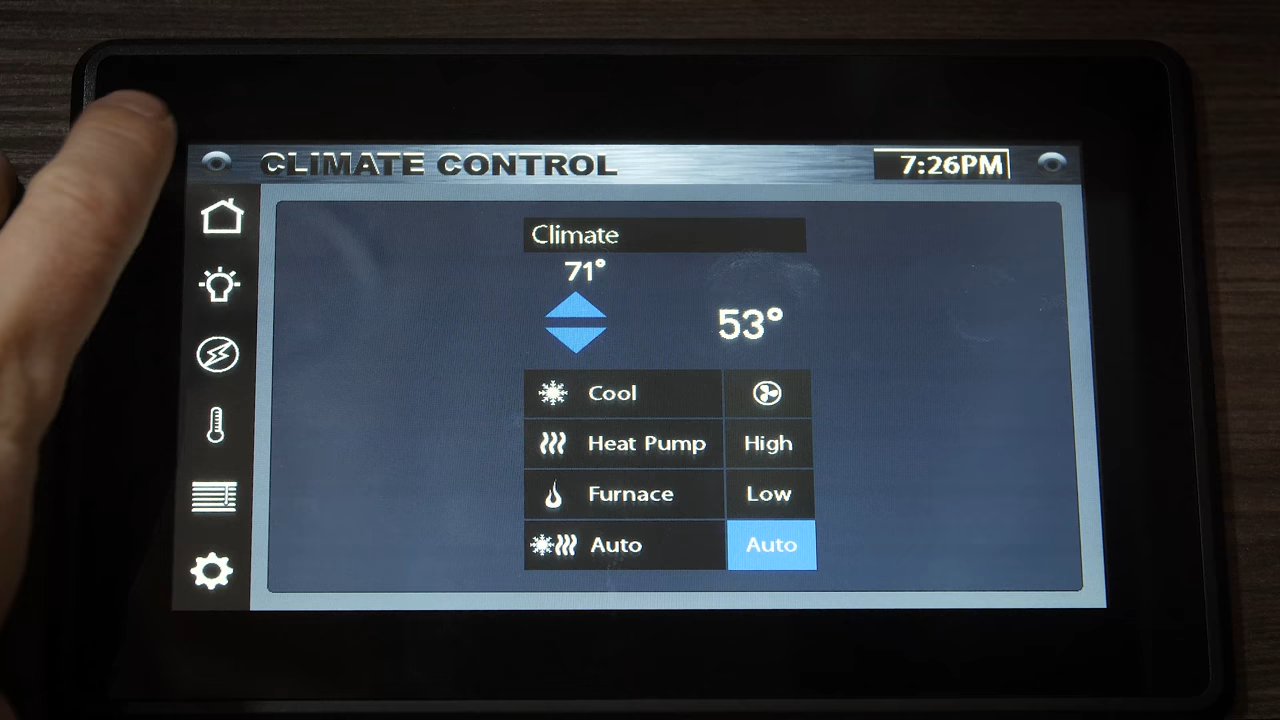 CLIMATE CONTROL 7:26PM
Climate
71°
53°
Cool
Heat Pump High
Furnace Low
Auto Auto